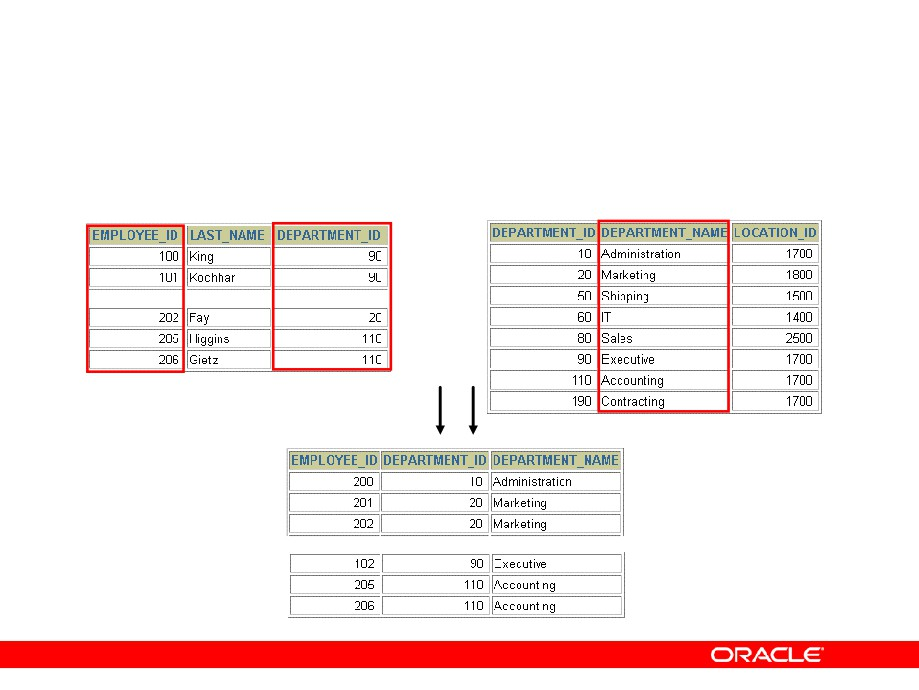 EMPLOYEE_ID LAST_NAME DEPARTMENT_ID
100 King 90
101 Kochhar 90
202 Fay 20
205 Higgins 110
206 Gietz 110
DEPARTMENT_ID DEPARTMENT_NAME LOCATION_ID
10 Administration 1700
20 Marketing 1800
50 Shipping 1500
60 IT 1400
80 Sales 2500
90 Executive 1700
110 Accounting 1700
190 Contracting 1700
EMPLOYEE_ID DEPARTMENT_ID DEPARTMENT_NAME
200 10 Administration
201 20 Marketing
202 20 Marketing
102 90 Executive
205 110 Accounting
206 110 Accounting
ORACLE